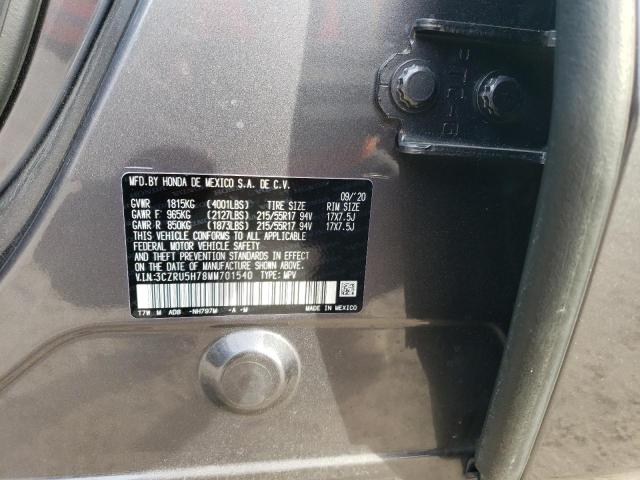 MFD.BY HONDA DE MEXICO S.A. DE C.V.
09/'20
GVWR 1815KG (4001LBS) TIRE SIZE RIM SIZE
GAWR F 965KG (2127LBS) 215/55R17 94V 17X7.5J
GAWR R 850KG (1873LBS) 215/55R17 94V 17X7.5J
THIS VEHICLE CONFORMS TO ALL APPLICABLE
FEDERAL MOTOR VEHICLE SAFETY
AND THEFT PREVENTION STANDARDS IN EFFECT
ON THE DATE OF MANUFACTURE SHOWN ABOVE.
V.I.N.:3CZRU5H78MM701540 TYPE: MPV
T7W M ADB -NH797M -A -M MADE IN MEXICO